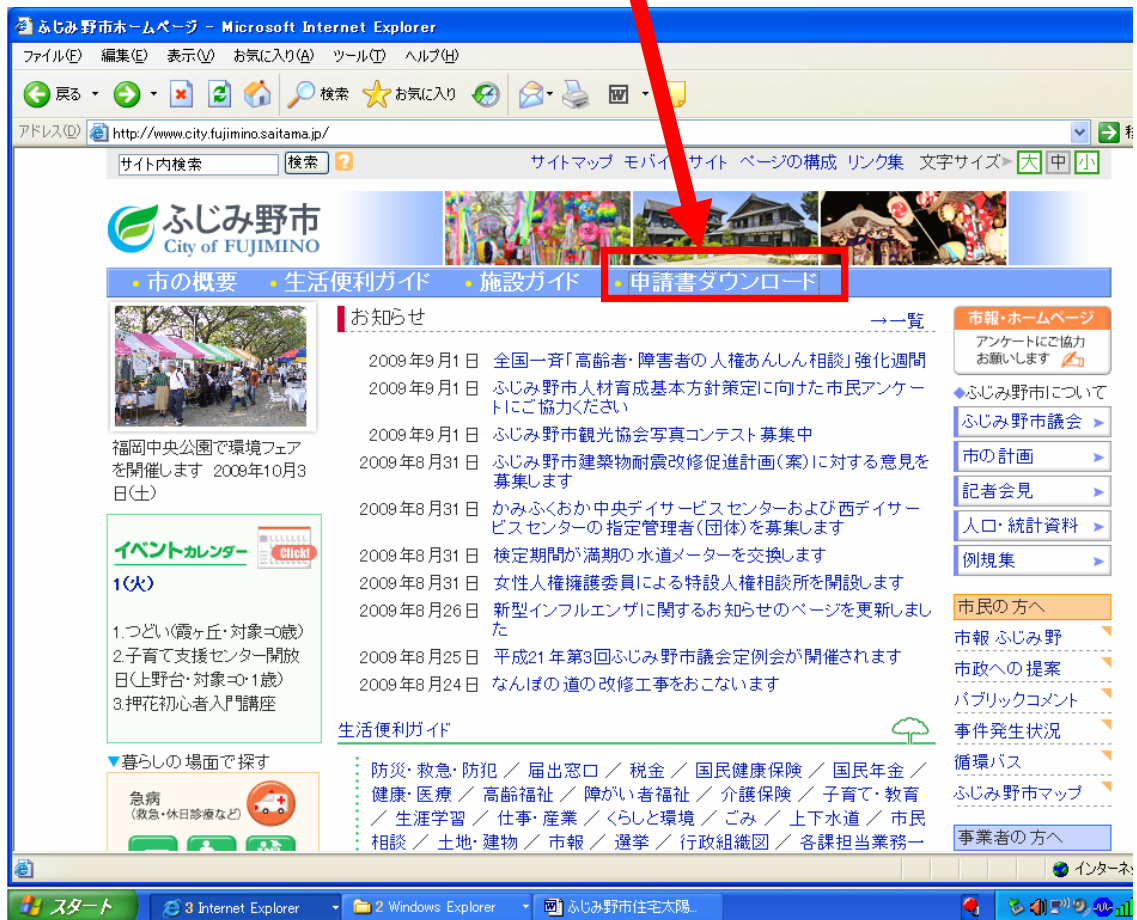 ふじみ野市ホームページ - Microsoft Internet Explorer
ファイル(F) 編集(E) 表示(V) お気に入り(A) ツール(T) ヘルプ(H)
戻る 検索 お気に入り
アドレス(D) http://www.city.fujimino.saitama.jp/
サイト内検索 検索 ? サイトマップ モバイルサイト ページの構成 リンク集 文字サイズ 大 中 小
ふじみ野市
City of FUJIMINO
・市の概要 ・生活便利ガイド ・施設ガイド ・申請書ダウンロード
福岡中央公園で環境フェア
を開催します 2009年10月3
日(土)
イベントカレンダー Click!
1(火)
1.つどい(霞ヶ丘・対象=0歳)
2.子育て支援センター開放
日(上野台・対象=0・1歳)
3.押花初心者入門講座
▼暮らしの場面で探す
急病
(救急・休日診療など)
お知らせ →一覧
2009年9月1日 全国一斉「高齢者・障害者の人権あんしん相談」強化週間
2009年9月1日 ふじみ野市人材育成基本方針策定に向けた市民アンケー
トにご協力ください
2009年9月1日 ふじみ野市観光協会写真コンテスト募集中
2009年8月31日 ふじみ野市建築物耐震改修促進計画(案)に対する意見を
募集します
2009年8月31日 かみふくおか中央デイサービスセンターおよび西デイサー
ビスセンターの指定管理者(団体)を募集します
2009年8月31日 検定期間が満期の水道メーターを交換します
2009年8月31日 女性人権擁護委員による特設人権相談所を開設します
2009年8月26日 新型インフルエンザに関するお知らせのページを更新しまし
た
2009年8月25日 平成21年第3回ふじみ野市議会定例会が開催されます
2009年8月24日 なんぼの道の改修工事をおこないます
生活便利ガイド
防災・救急・防犯 / 届出窓口 / 税金 / 国民健康保険 / 国民年金 /
健康・医療 / 高齢福祉 / 障がい者福祉 / 介護保険 / 子育て・教育
/ 生涯学習 / 仕事・産業 / くらしと環境 / ごみ / 上下水道 / 市民
相談 / 土地・建物 / 市報 / 選挙 / 行政組織図 / 各課担当業務一
市報・ホームページ
アンケートにご協力
お願いします
◆ふじみ野市について
ふじみ野市議会
市の計画
記者会見
人口・統計資料
例規集
市民の方へ
市報 ふじみ野
市政への提案
パブリックコメント
事件発生状況
循環バス
ふじみ野市マップ
事業者の方へ
インターネッ
スタート 3 Internet Explorer 2 Windows Explorer ふじみ野市住宅太陽...